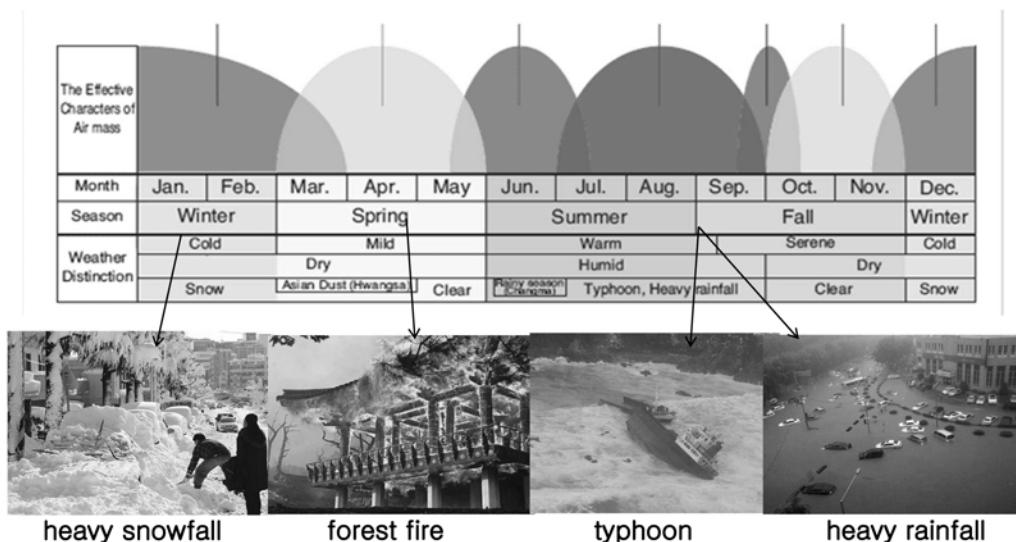 The Effective
Characters of
Air mass
Month Jan. Feb. Mar. Apr. May Jun. Jul. Aug. Sep. Oct. Nov. Dec.
Season Winter Spring Summer Fall Winter
Weather
Distinction
Cold Mild Warm Serene Cold
Dry Humid Dry
Snow Asian Dust (Hwangsa) Clear Rainy season
(Changma) Typhoon, Heavy rainfall Clear Snow
heavy snowfall forest fire typhoon heavy rainfall